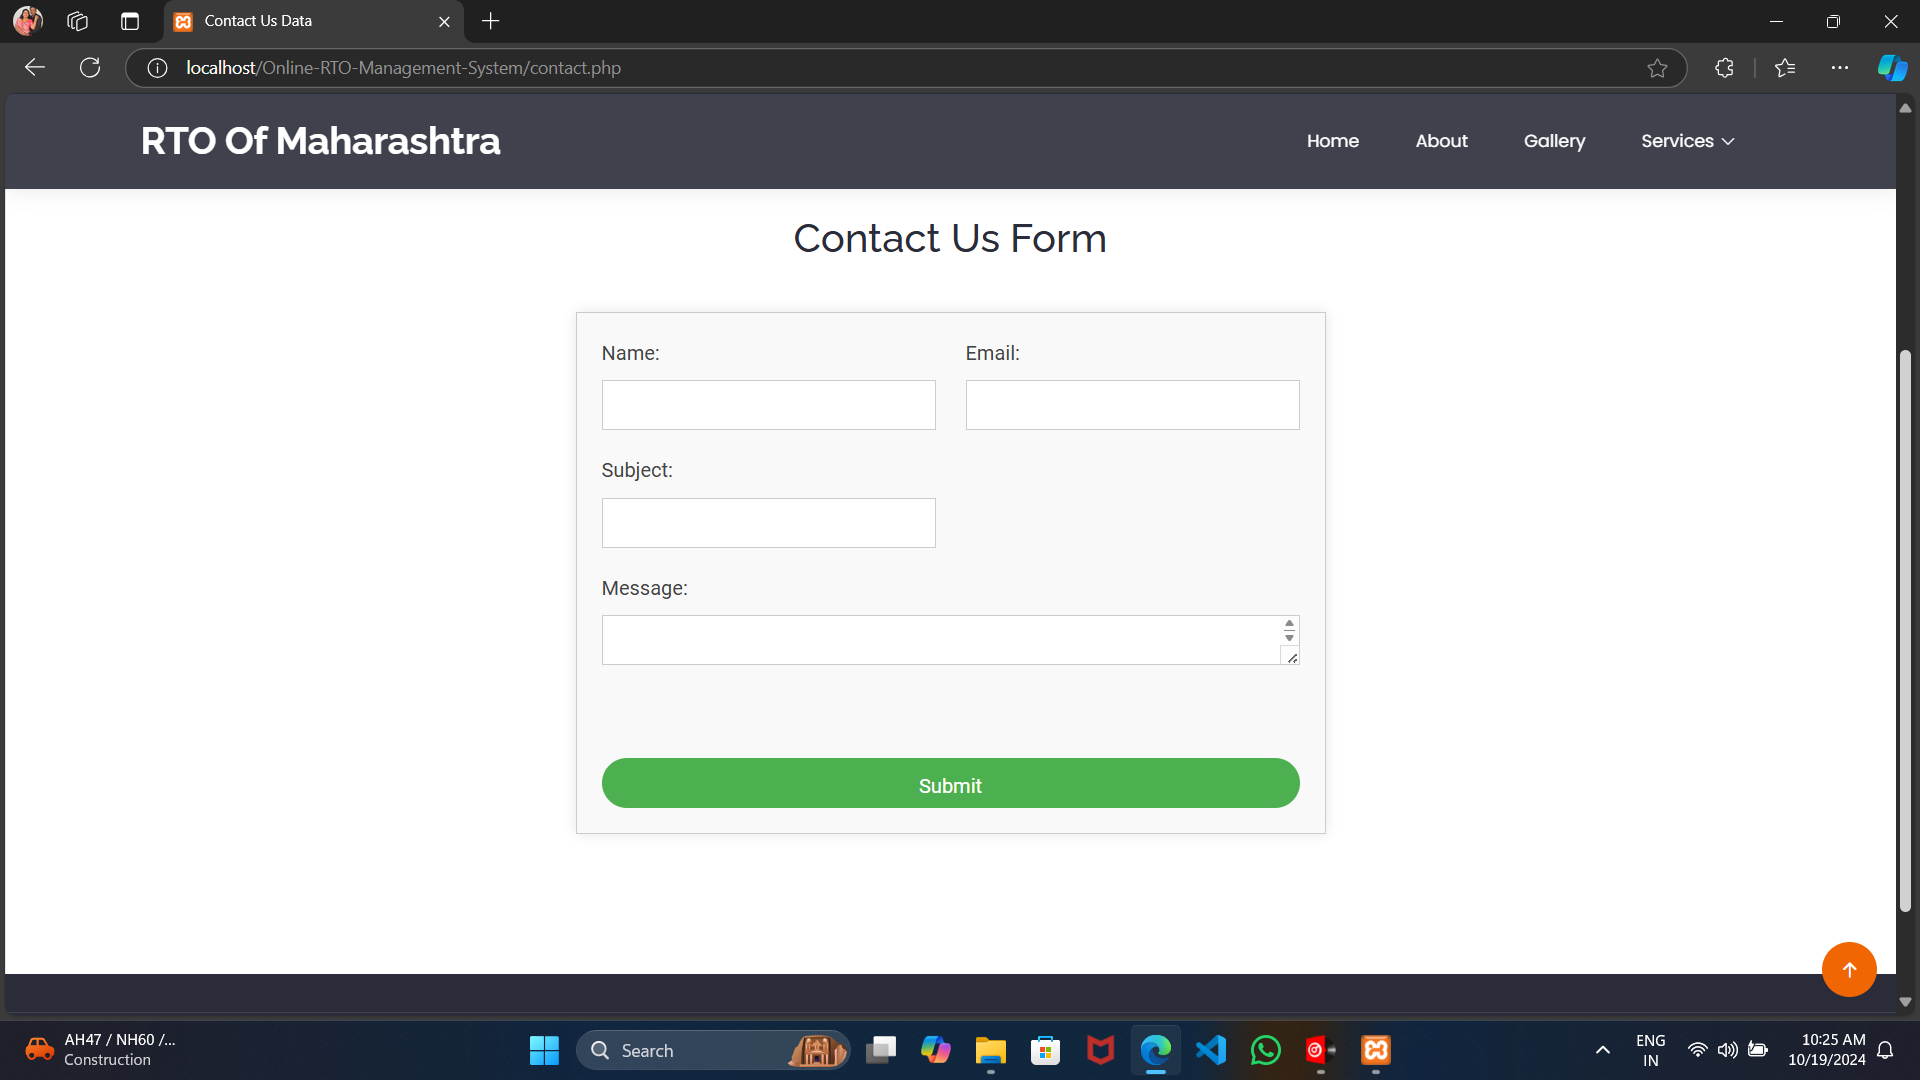 Contact Us Data
localhost/Online-RTO-Management-System/contact.php
RTO Of Maharashtra
Home About Gallery Services
Contact Us Form
Name: Email:
Subject:
Message:
Submit
AH47 / NH60 /...
Construction
Search
ENG
IN
10:25 AM
10/19/2024